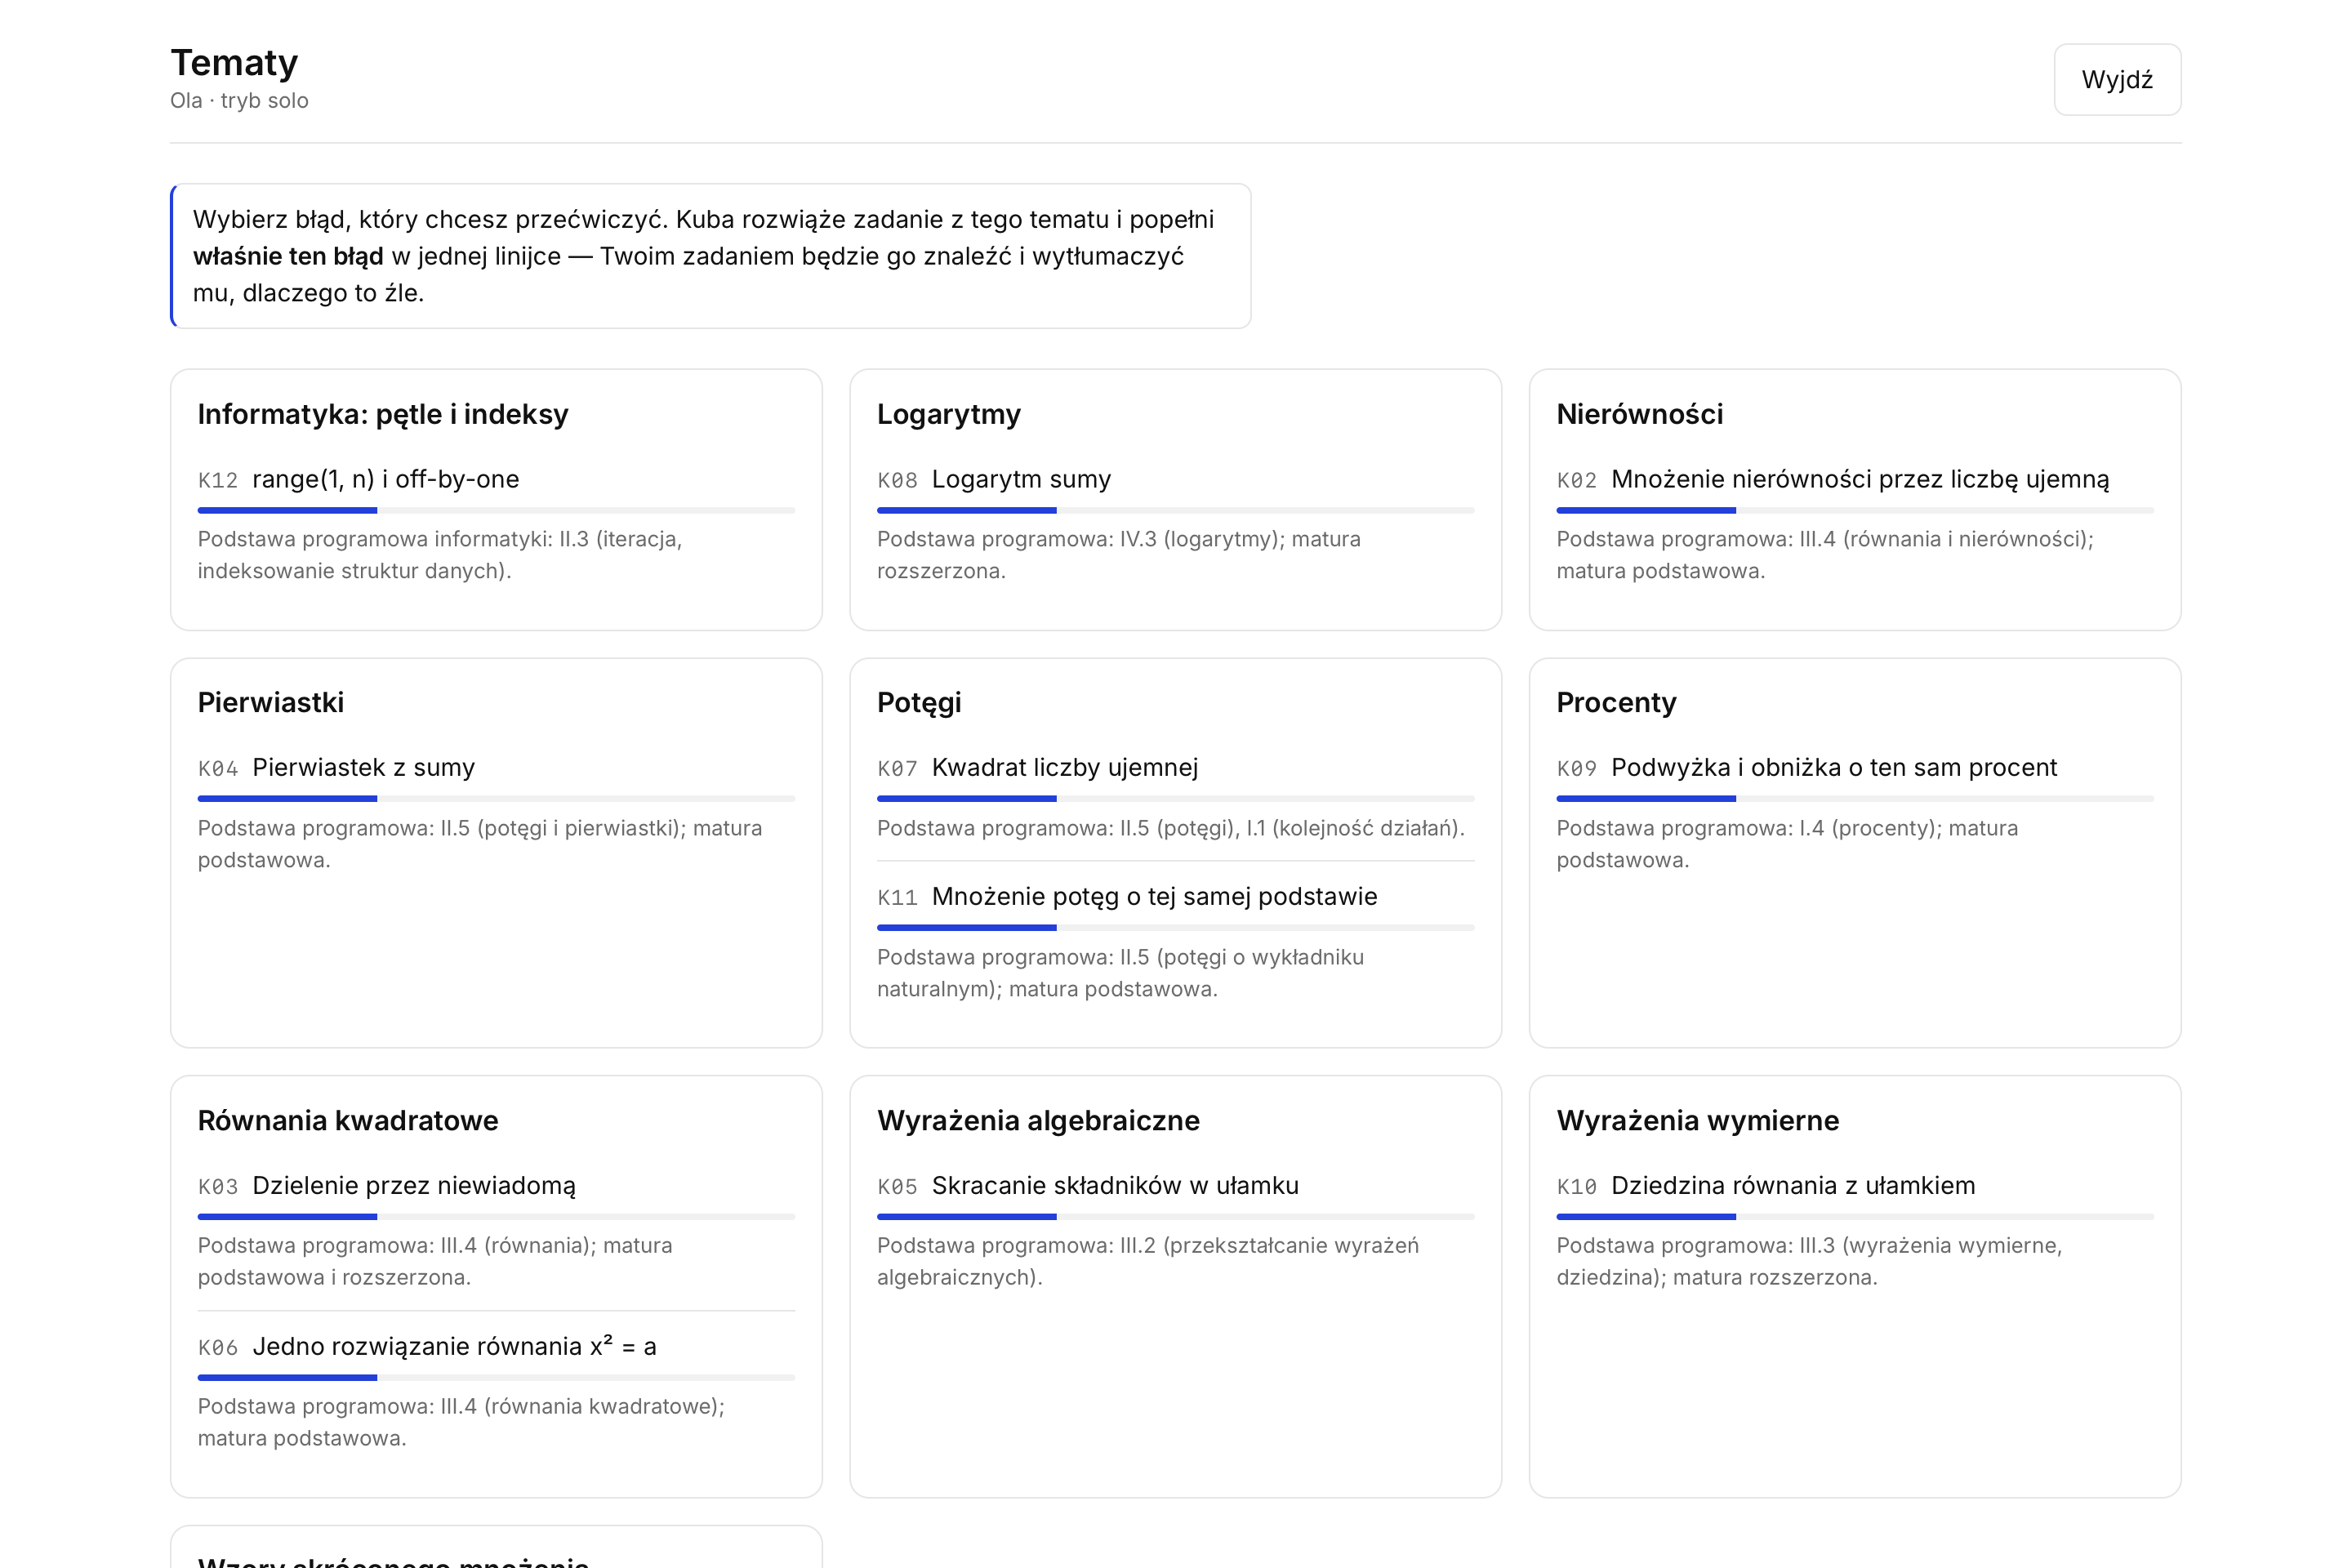 Tematy
Ola · tryb solo
Wyjdź
Wybierz błąd, który chcesz przećwiczyć. Kuba rozwiąże zadanie z tego tematu i popełni
właśnie ten błąd w jednej linijce — Twoim zadaniem będzie go znaleźć i wytłumaczyć
mu, dlaczego to źle.
Informatyka: pętle i indeksy
K12 range(1, n) i off-by-one
Podstawa programowa informatyki: II.3 (iteracja,
indeksowanie struktur danych).
Logarytmy
K08 Logarytm sumy
Podstawa programowa: IV.3 (logarytmy); matura
rozszerzona.
Nierówności
K02 Mnożenie nierówności przez liczbę ujemną
Podstawa programowa: III.4 (równania i nierówności);
matura podstawowa.
Pierwiastki
K04 Pierwiastek z sumy
Podstawa programowa: II.5 (potęgi i pierwiastki); matura
podstawowa.
Potęgi
K07 Kwadrat liczby ujemnej
Podstawa programowa: II.5 (potęgi), I.1 (kolejność działań).
K11 Mnożenie potęg o tej samej podstawie
Podstawa programowa: II.5 (potęgi o wykładniku
naturalnym); matura podstawowa.
Procenty
K09 Podwyżka i obniżka o ten sam procent
Podstawa programowa: I.4 (procenty); matura
podstawowa.
Równania kwadratowe
K03 Dzielenie przez niewiadomą
Podstawa programowa: III.4 (równania); matura
podstawowa i rozszerzona.
K06 Jedno rozwiązanie równania x² = a
Podstawa programowa: III.4 (równania kwadratowe);
matura podstawowa.
Wyrażenia algebraiczne
K05 Skracanie składników w ułamku
Podstawa programowa: III.2 (przekształcanie wyrażeń
algebraicznych).
Wyrażenia wymierne
K10 Dziedzina równania z ułamkiem
Podstawa programowa: III.3 (wyrażenia wymierne,
dziedzina); matura rozszerzona.
Wzory skróconego mnożenia